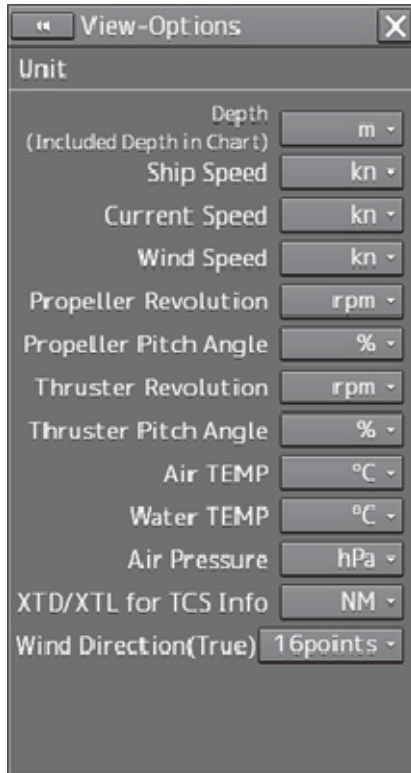 View-Options
Unit
Depth
(Included Depth in Chart) m
Ship Speed kn
Current Speed kn
Wind Speed kn
Propeller Revolution rpm
Propeller Pitch Angle %
Thruster Revolution rpm
Thruster Pitch Angle %
Air TEMP °C
Water TEMP °C
Air Pressure hPa
XTD/XTL for TCS Info NM
Wind Direction(True) 16points